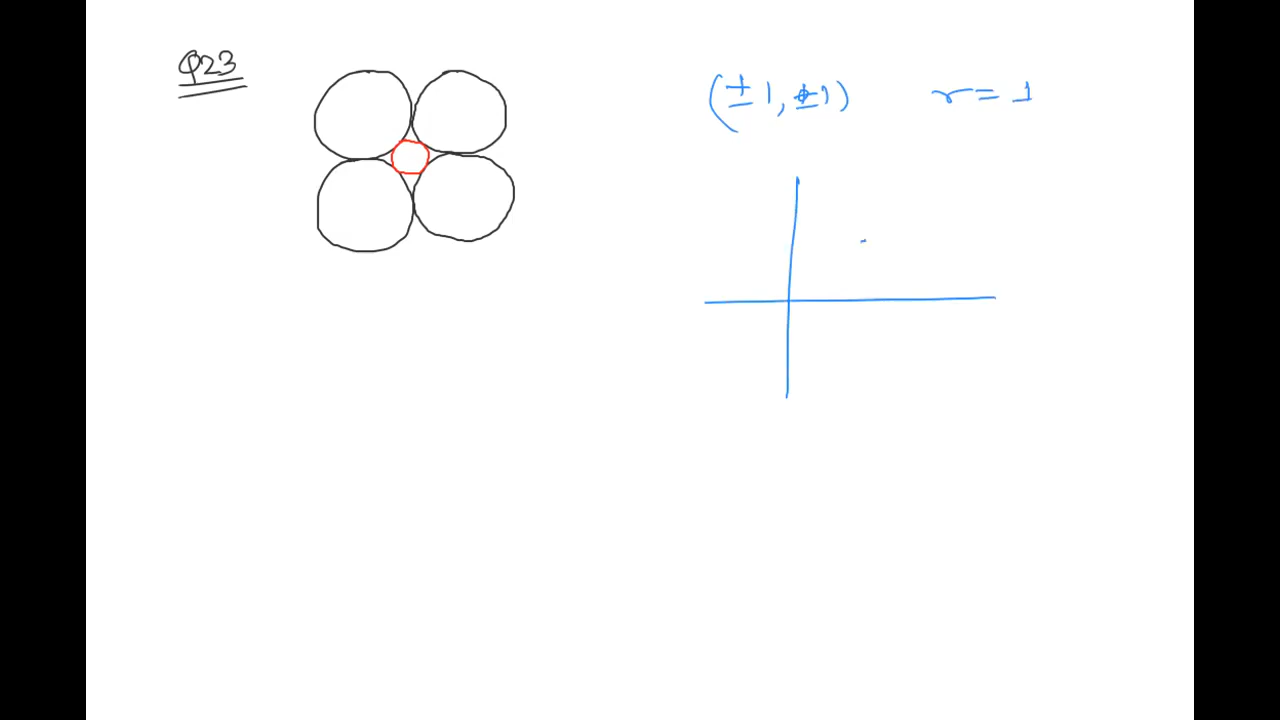 Q23
(±1, ±1) r = 1